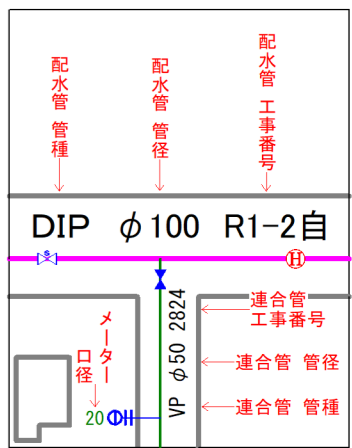 配水管 管種
配水管 管径
配水管 工事番号
DIP φ100 R1-2自
S
H
連合管
工事番号
連合管 管径
連合管 管種
VP φ50 2824
メーター
口径
20